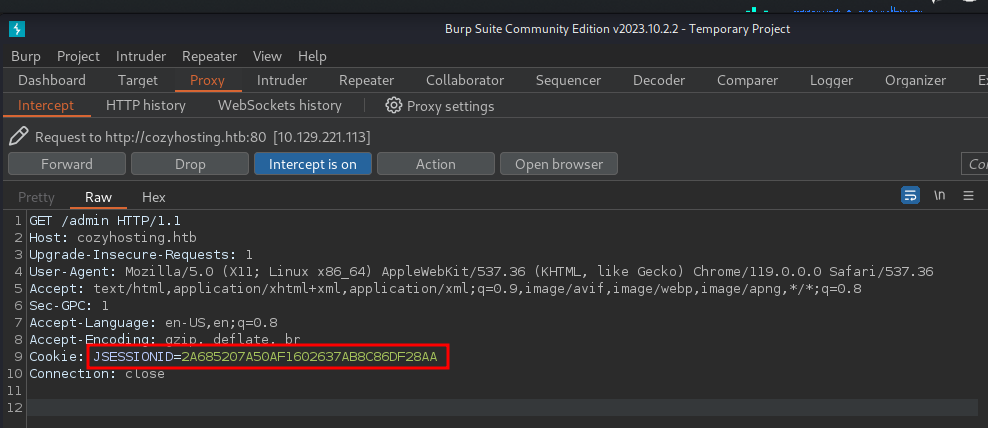 Burp Suite Community Edition v2023.10.2.2 - Temporary Project
Burp Project Intruder Repeater View Help
Dashboard Target Proxy Intruder Repeater Collaborator Sequencer Decoder Comparer Logger Organizer
Intercept HTTP history WebSockets history Proxy settings
Request to http://cozyhosting.htb:80 [10.129.221.113]
Forward Drop Intercept is on Action Open browser
Pretty Raw Hex \n
1 GET /admin HTTP/1.1
2 Host: cozyhosting.htb
3 Upgrade-Insecure-Requests: 1
4 User-Agent: Mozilla/5.0 (X11; Linux x86_64) AppleWebKit/537.36 (KHTML, like Gecko) Chrome/119.0.0.0 Safari/537.36
5 Accept: text/html,application/xhtml+xml,application/xml;q=0.9,image/avif,image/webp,image/apng,*/*;q=0.8
6 Sec-GPC: 1
7 Accept-Language: en-US,en;q=0.8
8 Accept-Encoding: gzip, deflate, br
9 Cookie: JSESSIONID=2A685207A50AF1602637AB8C86DF28AA
10 Connection: close
11
12